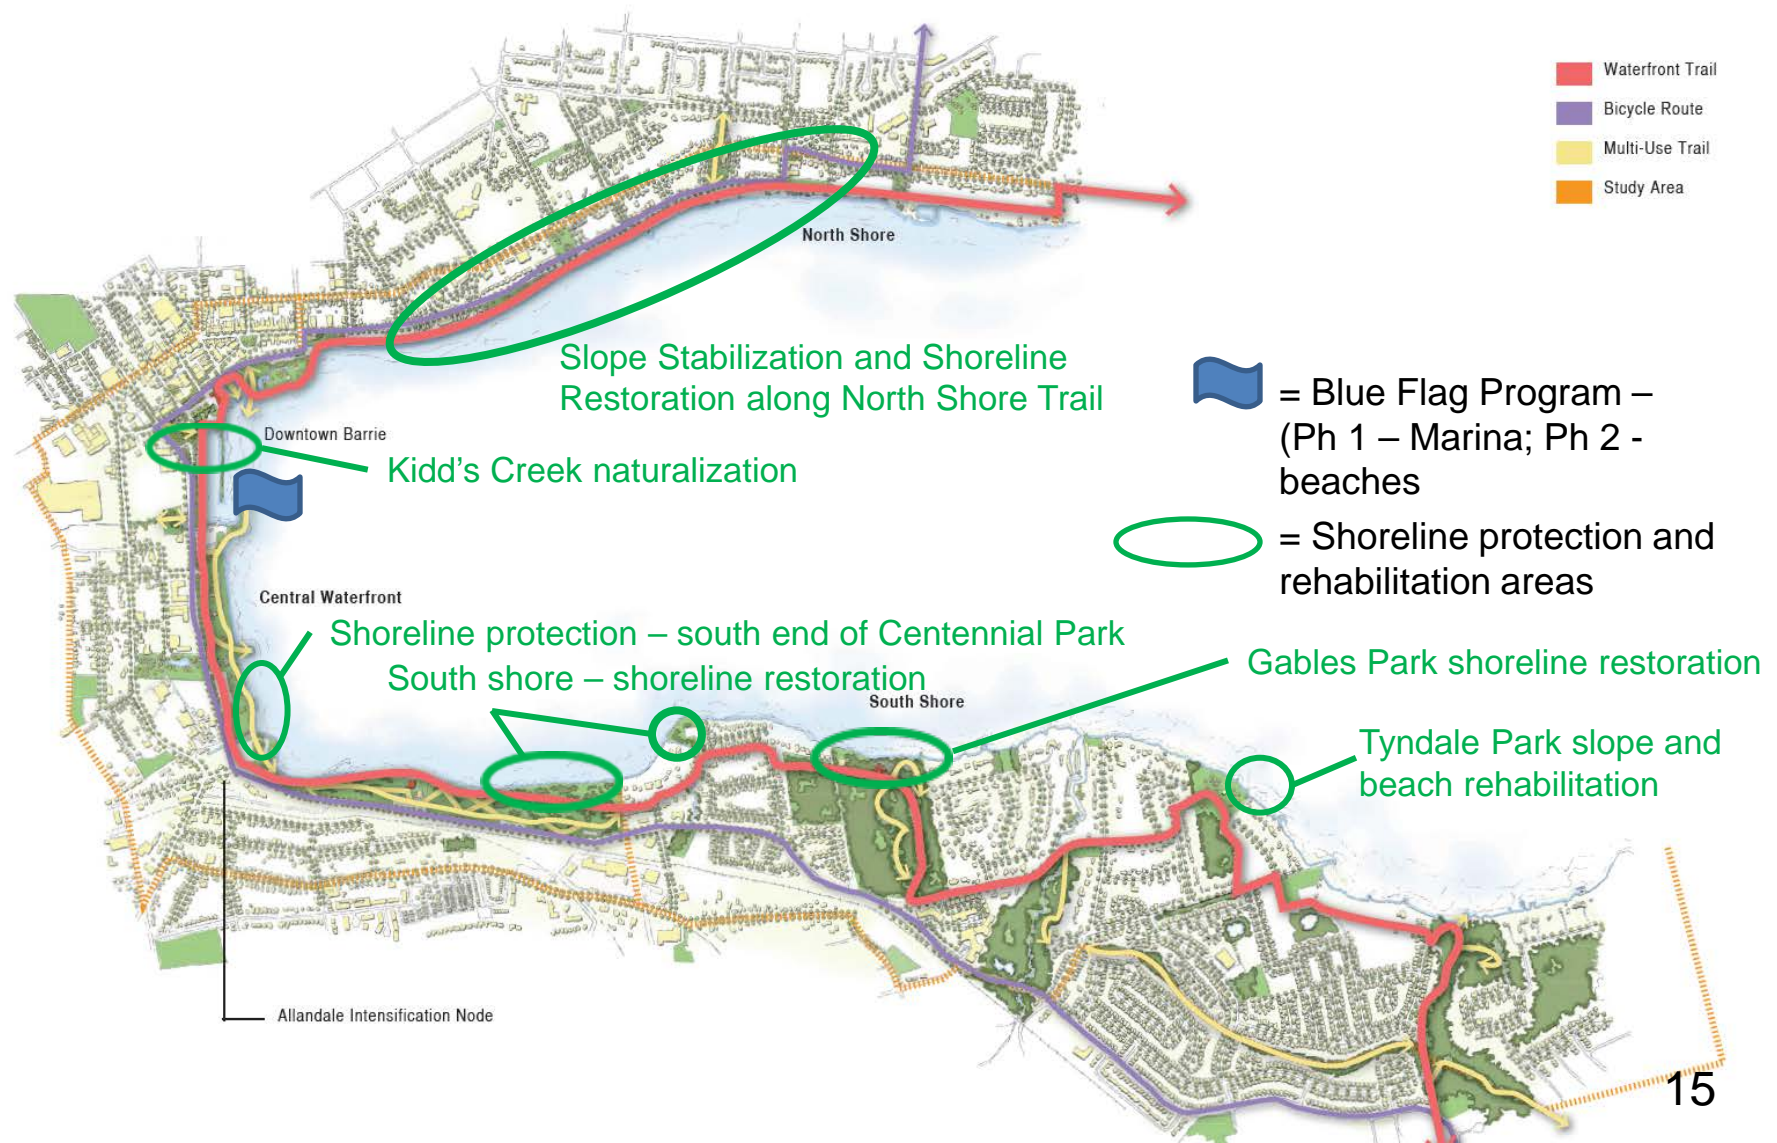 Waterfront Trail
Bicycle Route
Multi-Use Trail
Study Area
North Shore
Slope Stabilization and Shoreline
Restoration along North Shore Trail
= Blue Flag Program –
(Ph 1 – Marina; Ph 2 -
beaches
Downtown Barrie
Kidd's Creek naturalization
= Shoreline protection and
rehabilitation areas
Central Waterfront
Shoreline protection – south end of Centennial Park
South shore – shoreline restoration
Gables Park shoreline restoration
South Shore
Tyndale Park slope and
beach rehabilitation
Allandale Intensification Node
15